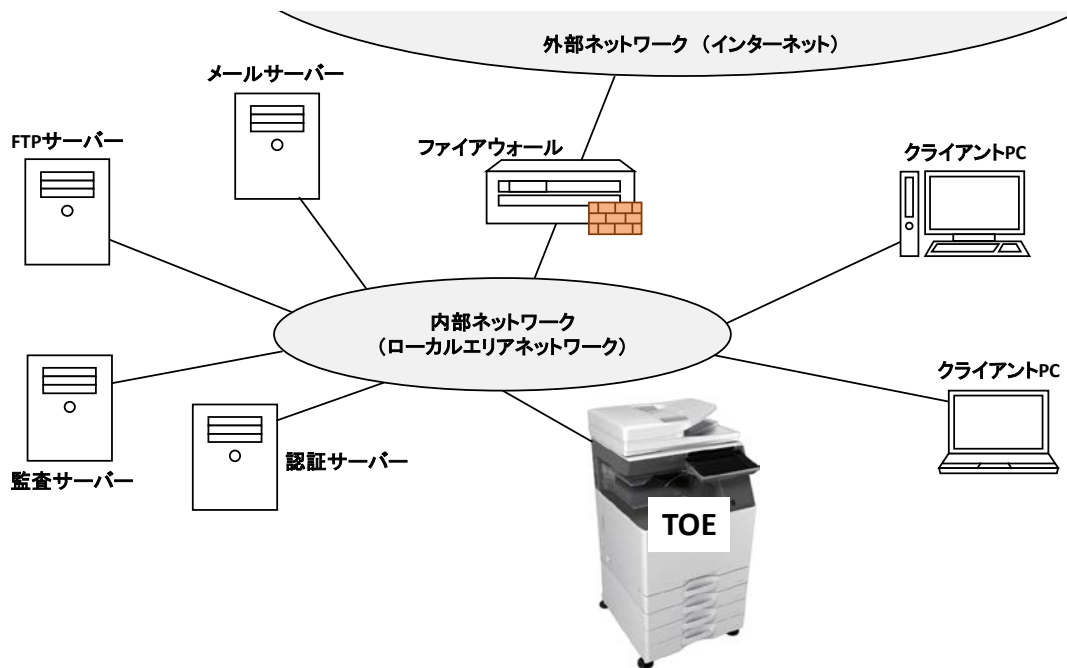 外部ネットワーク（インターネット）
メールサーバー
FTPサーバー
ファイアウォール
クライアントPC
内部ネットワーク
（ローカルエリアネットワーク）
クライアントPC
監査サーバー
認証サーバー
TOE